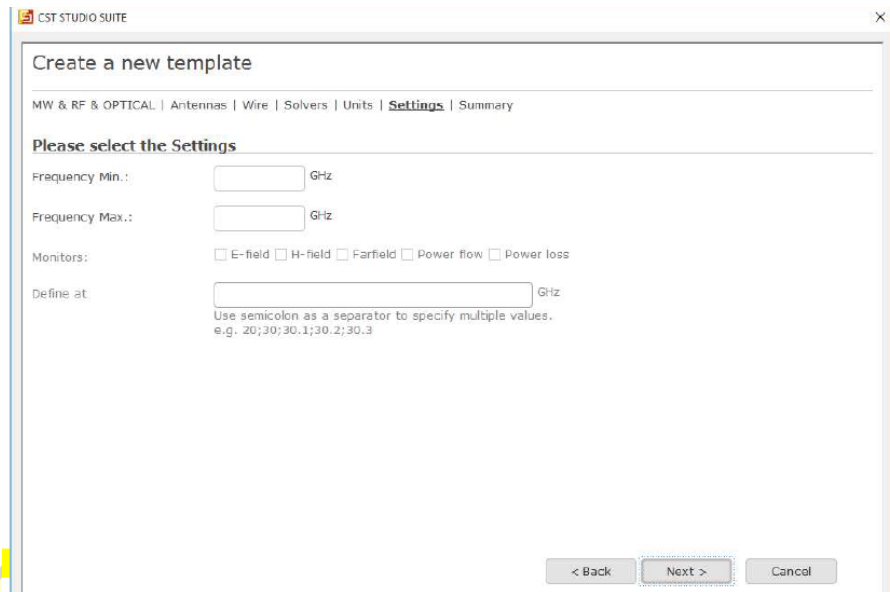 CST STUDIO SUITE
Create a new template
MW & RF & OPTICAL | Antennas | Wire | Solvers | Units | Settings | Summary
Please select the Settings
Frequency Min.: GHz
Frequency Max.: GHz
Monitors: E-field H-field Farfield Power flow Power loss
Define at GHz
Use semicolon as a separator to specify multiple values.
e.g. 20;30;30.1;30.2;30.3
< Back Next > Cancel